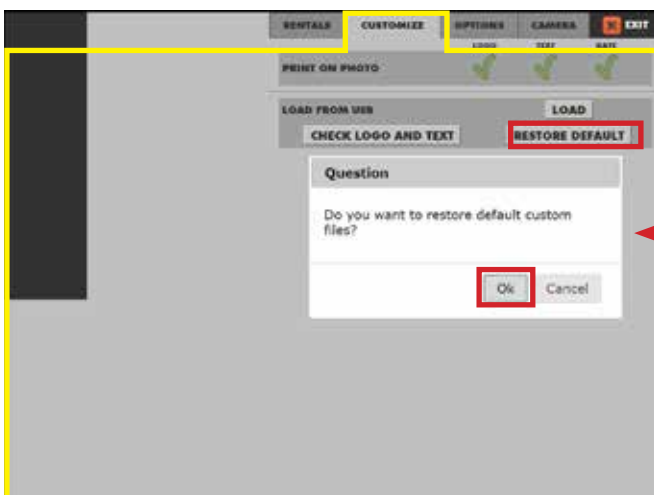 RENTALS CUSTOMIZE OPTIONS CAMERA EXIT
LOGO TEXT DATE
PRINT ON PHOTO
LOAD FROM USB LOAD
CHECK LOGO AND TEXT RESTORE DEFAULT
Question
Do you want to restore default custom
files?
Ok Cancel